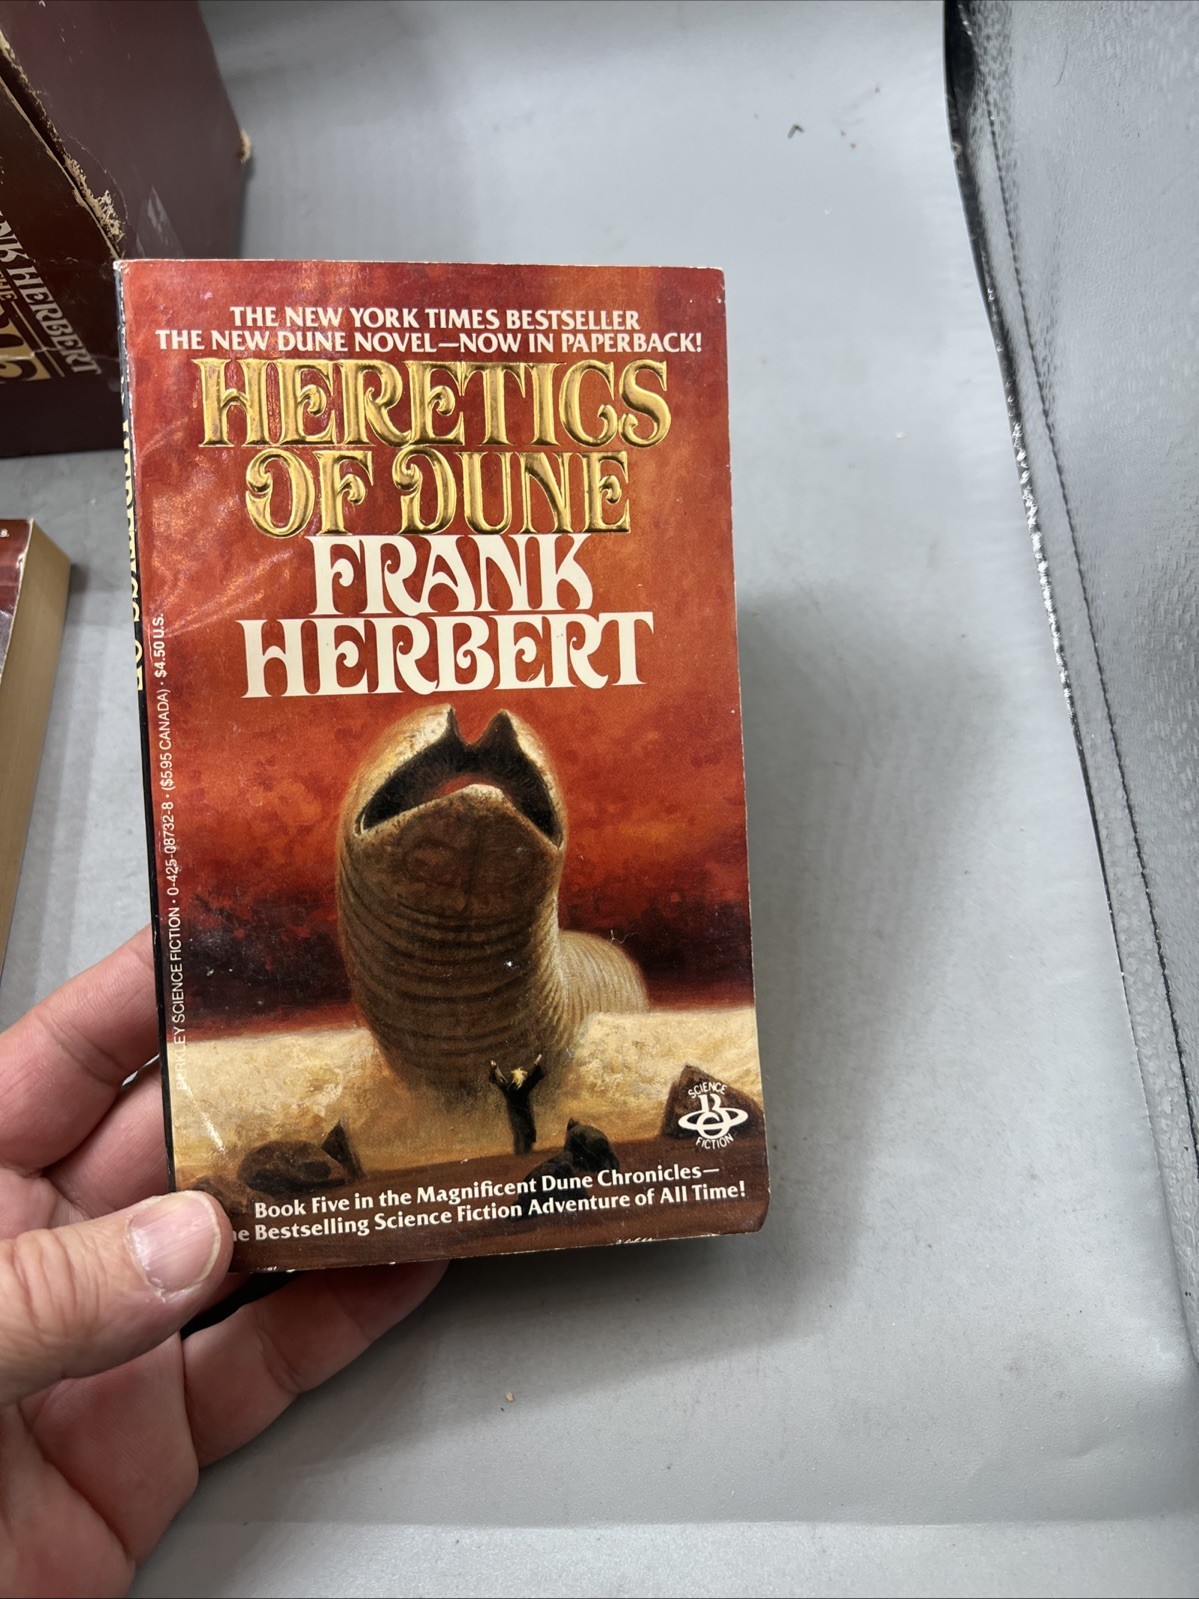 THE NEW YORK TIMES BESTSELLER
THE NEW DUNE NOVEL—NOW IN PAPERBACK!
HERETICS
OF DUNE
FRANK
HERBERT
SCIENCE
B
FICTION
Book Five in the Magnificent Dune Chronicles—
Bestselling Science Fiction Adventure of All Time!
SCIENCE FICTION • 0-425-08732-8 • ($5.95 CANADA) • $4.50 U.S.
HERBERT